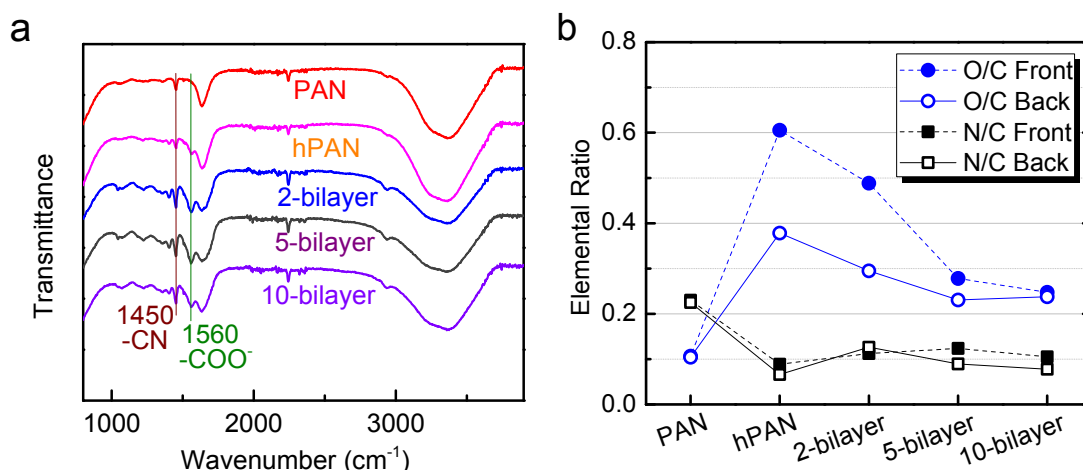 a
Transmittance
PAN
hPAN
2-bilayer
5-bilayer
10-bilayer
1450
-CN
1560
-COO⁻
1000 2000 3000
Wavenumber (cm⁻¹)
b
Elemental Ratio
0.8
0.6
0.4
0.2
0.0
O/C Front
O/C Back
N/C Front
N/C Back
PAN hPAN 2-bilayer 5-bilayer 10-bilayer